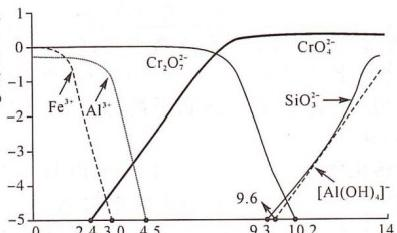 1
0
−1
−2
−3
−4
−5
Fe³⁺
Al³⁺
Cr₂O₇²⁻
CrO₄²⁻
SiO₃²⁻
[Al(OH)₄]⁻
9.6
0 2.4 3.0 4.5 9.3 10.2 14